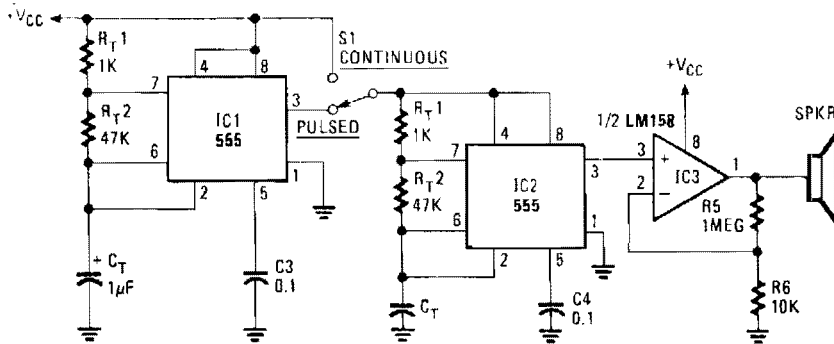 +VCC
RT1
1K
RT2
47K
+ CT
1μF
7
6
4
8
3
1
2
5
IC1
555
C3
0.1
S1
CONTINUOUS
PULSED
RT1
1K
RT2
47K
CT
7
6
4
8
3
1
2
5
IC2
555
C4
0.1
1/2 LM158
+VCC
8
3
+
2
−
IC3
1
R5
1MEG
R6
10K
SPKR